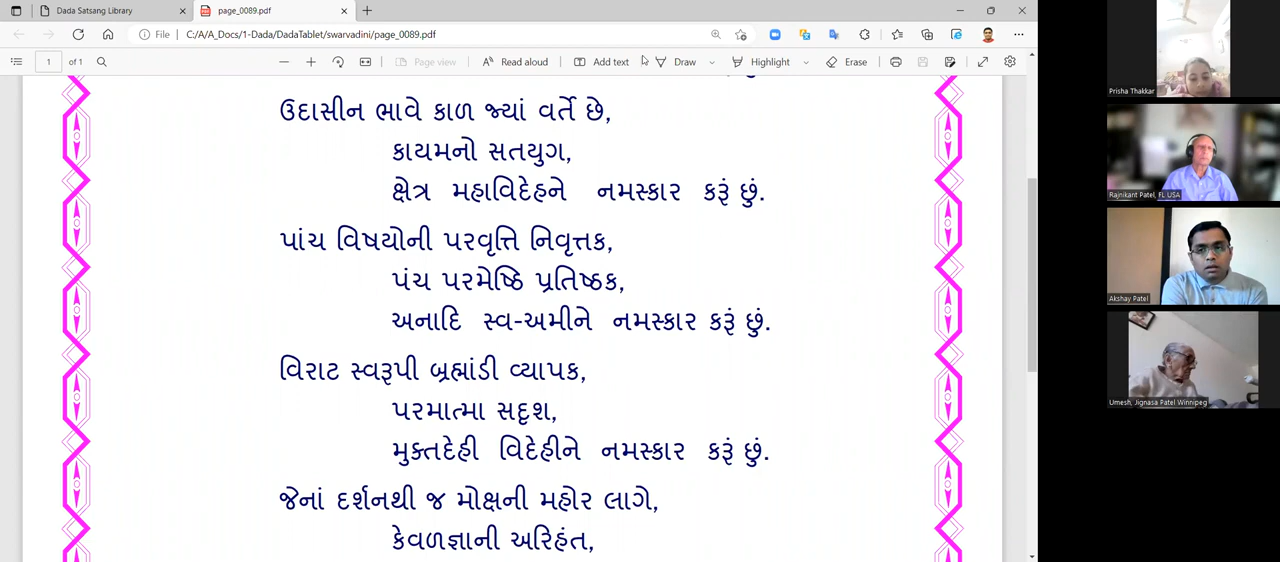 Dada Satsang Library
page_0089.pdf
File
C:/A/A_Docs/1-Dada/DadaTablet/swarvadini/page_0089.pdf
1 of 1
Page view
Read aloud
Add text
Draw
Highlight
Erase
ઉદાસીન ભાવે કાળ જ્યાં વર્તે છે,
કાયમનો સતયુગ,
ક્ષેત્ર મહાવિદેહને નમસ્કાર કરૂં છું.
પાંચ વિષયોની પરવૃત્તિ નિવૃત્તક,
પંચ પરમેષ્ઠિ પ્રતિષ્ઠક,
અનાદિ સ્વ-અમીને નમસ્કાર કરૂં છું.
વિરાટ સ્વરૂપી બ્રહ્માંડી વ્યાપક,
પરમાત્મા સદૃશ,
મુક્તદેહી વિદેહીને નમસ્કાર કરૂં છું.
જેનાં દર્શનથી જ મોક્ષની મહોર લાગે,
કેવળજ્ઞાની અરિહંત,
Prisha Thakkar
Rajnikant Patel, FL USA
Akshay Patel
Umesh, Jignasa Patel Winnipeg